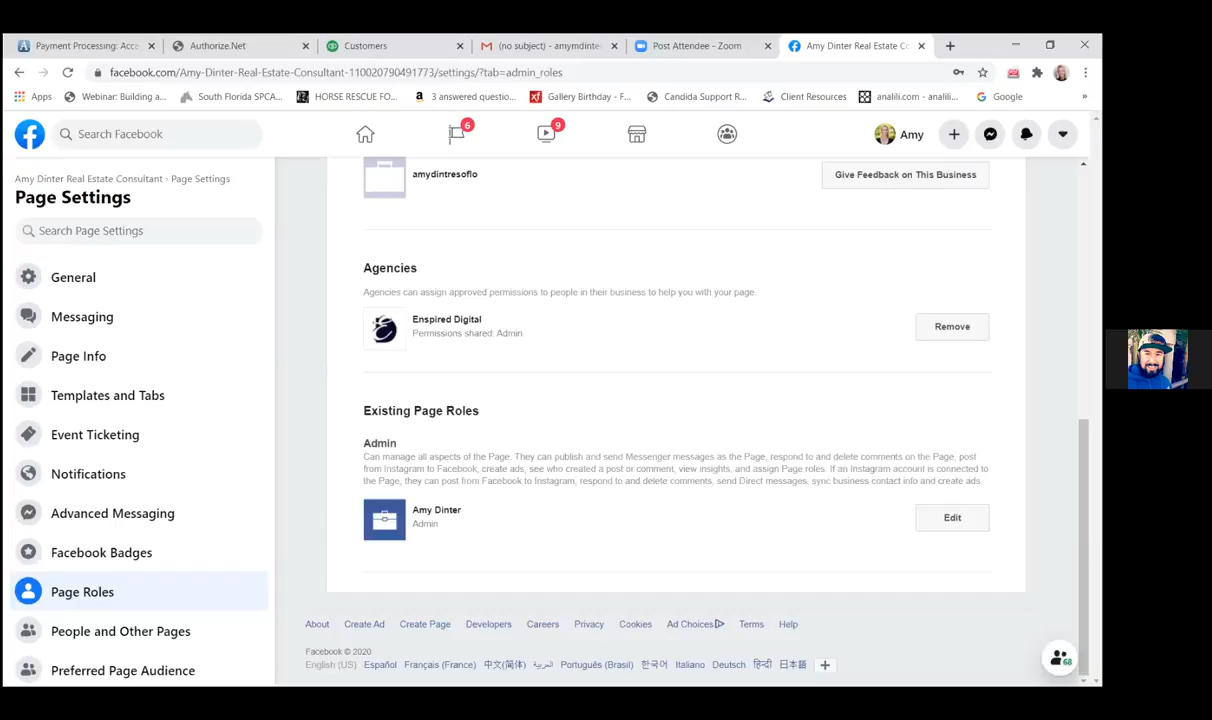 Payment Processing: Acce
Authorize.Net
Customers
(no subject) - amymdinte
Post Attendee - Zoom
Amy Dinter Real Estate Co
facebook.com/Amy-Dinter-Real-Estate-Consultant-110020790491773/settings/?tab=admin_roles
Apps
Webinar: Building a...
South Florida SPCA...
HORSE RESCUE FO...
3 answered questio...
Gallery Birthday - F...
Candida Support R...
Client Resources
analili.com – analili...
Google
»
Search Facebook
6
9
Amy
Amy Dinter Real Estate Consultant › Page Settings
Page Settings
Search Page Settings
General
Messaging
Page Info
Templates and Tabs
Event Ticketing
Notifications
Advanced Messaging
Facebook Badges
Page Roles
People and Other Pages
Preferred Page Audience
amydintresoflo
Give Feedback on This Business
Agencies
Agencies can assign approved permissions to people in their business to help you with your page.
Enspired Digital
Permissions shared: Admin
Remove
Existing Page Roles
Admin
Can manage all aspects of the Page. They can publish and send Messenger messages as the Page, respond to and delete comments on the Page, post
from Instagram to Facebook, create ads, see who created a post or comment, view insights, and assign Page roles. If an Instagram account is connected to
the Page, they can post from Facebook to Instagram, respond to and delete comments, send Direct messages, sync business contact info and create ads.
Amy Dinter
Admin
Edit
About Create Ad Create Page Developers Careers Privacy Cookies Ad Choices Terms Help
Facebook © 2020
English (US) Español Français (France) 中文(简体) العربية Português (Brasil) 한국어 Italiano Deutsch हिन्दी 日本語
68